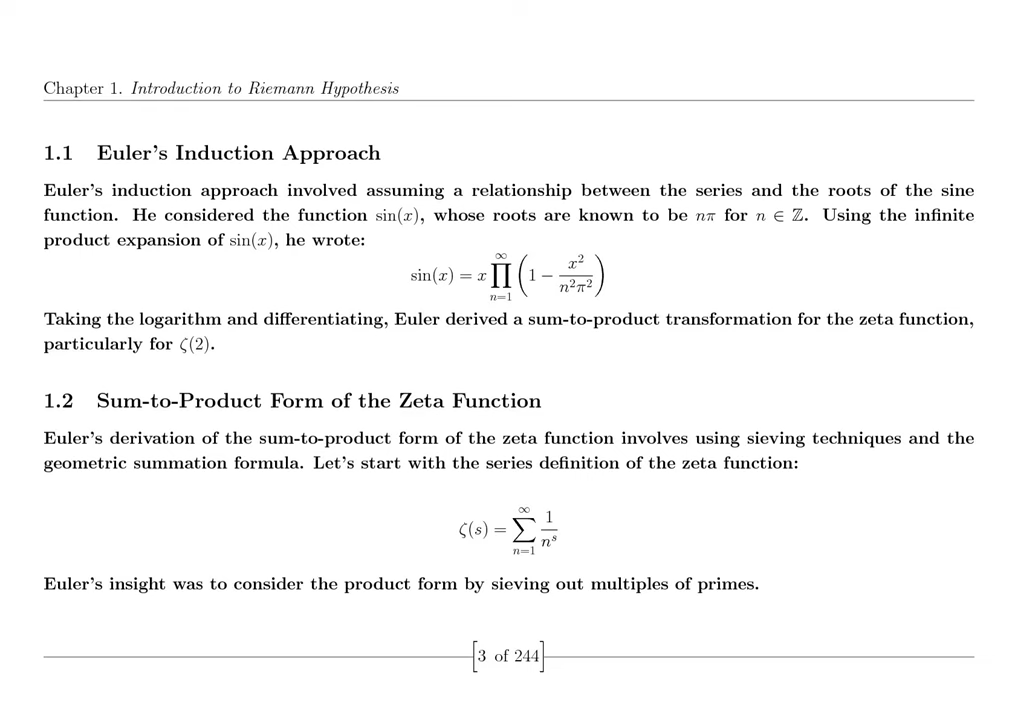 Chapter 1. Introduction to Riemann Hypothesis
1.1 Euler's Induction Approach
Euler's induction approach involved assuming a relationship between the series and the roots of the sine
function. He considered the function sin(x), whose roots are known to be nπ for n ∈ ℤ. Using the infinite
product expansion of sin(x), he wrote:
sin(x) = x ∏_{n=1}^{∞} (1 − x²/(n²π²))
Taking the logarithm and differentiating, Euler derived a sum-to-product transformation for the zeta function,
particularly for ζ(2).
1.2 Sum-to-Product Form of the Zeta Function
Euler's derivation of the sum-to-product form of the zeta function involves using sieving techniques and the
geometric summation formula. Let's start with the series definition of the zeta function:
ζ(s) = ∑_{n=1}^{∞} 1/n^s
Euler's insight was to consider the product form by sieving out multiples of primes.
[3 of 244]